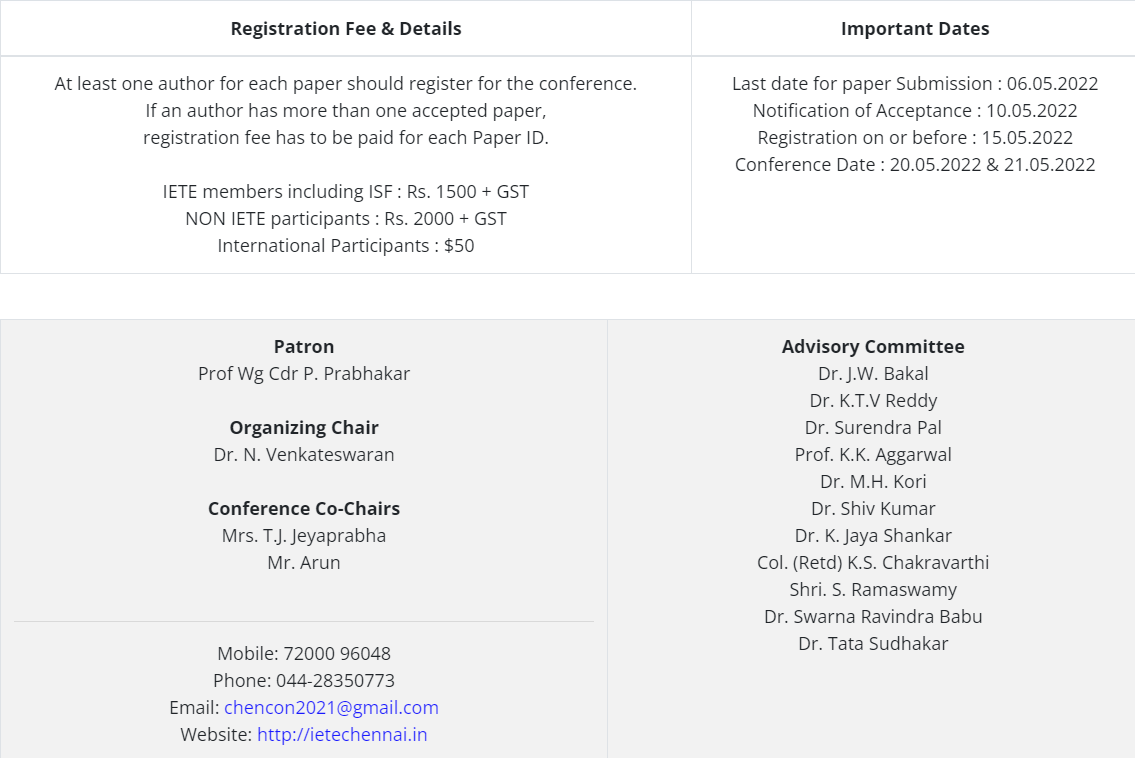 Registration Fee & Details
At least one author for each paper should register for the conference.
If an author has more than one accepted paper,
registration fee has to be paid for each Paper ID.
IETE members including ISF : Rs. 1500 + GST
NON IETE participants : Rs. 2000 + GST
International Participants : $50
Important Dates
Last date for paper Submission : 06.05.2022
Notification of Acceptance : 10.05.2022
Registration on or before : 15.05.2022
Conference Date : 20.05.2022 & 21.05.2022
Patron
Prof Wg Cdr P. Prabhakar
Organizing Chair
Dr. N. Venkateswaran
Conference Co-Chairs
Mrs. T.J. Jeyaprabha
Mr. Arun
Mobile: 72000 96048
Phone: 044-28350773
Email: chencon2021@gmail.com
Website: http://ietechennai.in
Advisory Committee
Dr. J.W. Bakal
Dr. K.T.V Reddy
Dr. Surendra Pal
Prof. K.K. Aggarwal
Dr. M.H. Kori
Dr. Shiv Kumar
Dr. K. Jaya Shankar
Col. (Retd) K.S. Chakravarthi
Shri. S. Ramaswamy
Dr. Swarna Ravindra Babu
Dr. Tata Sudhakar